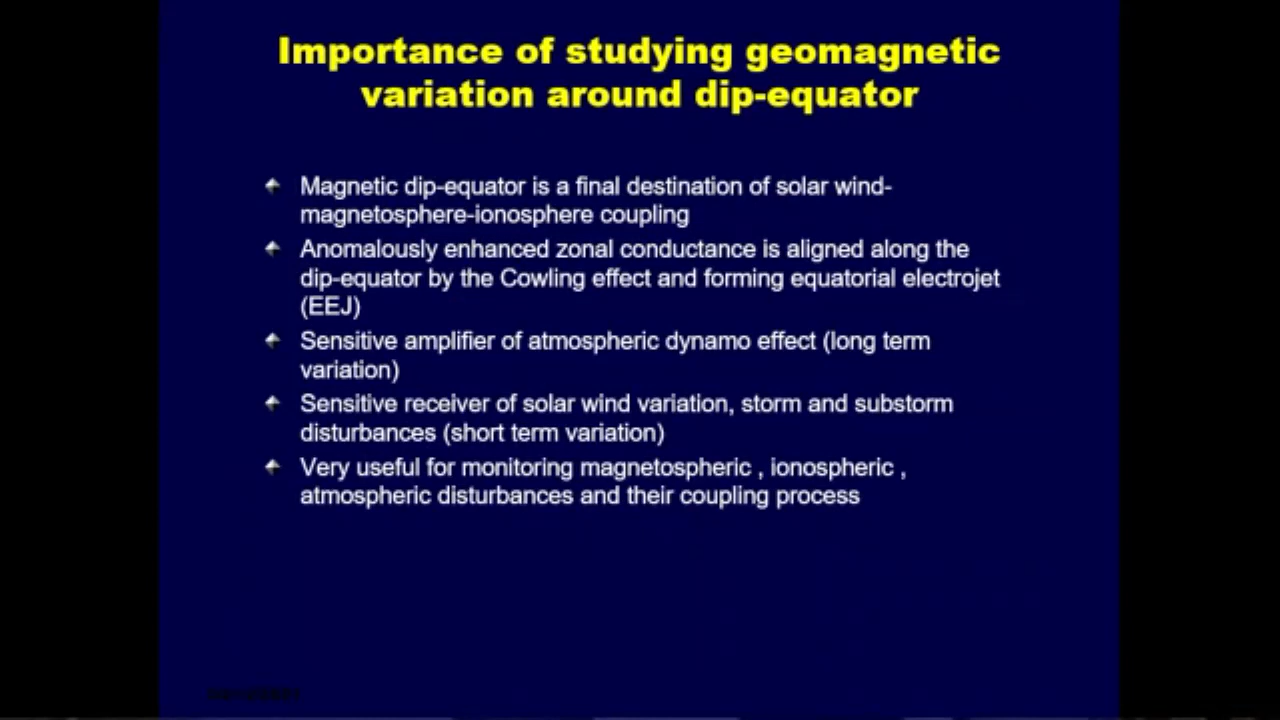 Importance of studying geomagnetic
variation around dip-equator
Magnetic dip-equator is a final destination of solar wind-
magnetosphere-ionosphere coupling
Anomalously enhanced zonal conductance is aligned along the
dip-equator by the Cowling effect and forming equatorial electrojet
(EEJ)
Sensitive amplifier of atmospheric dynamo effect (long term
variation)
Sensitive receiver of solar wind variation, storm and substorm
disturbances (short term variation)
Very useful for monitoring magnetospheric , ionospheric ,
atmospheric disturbances and their coupling process